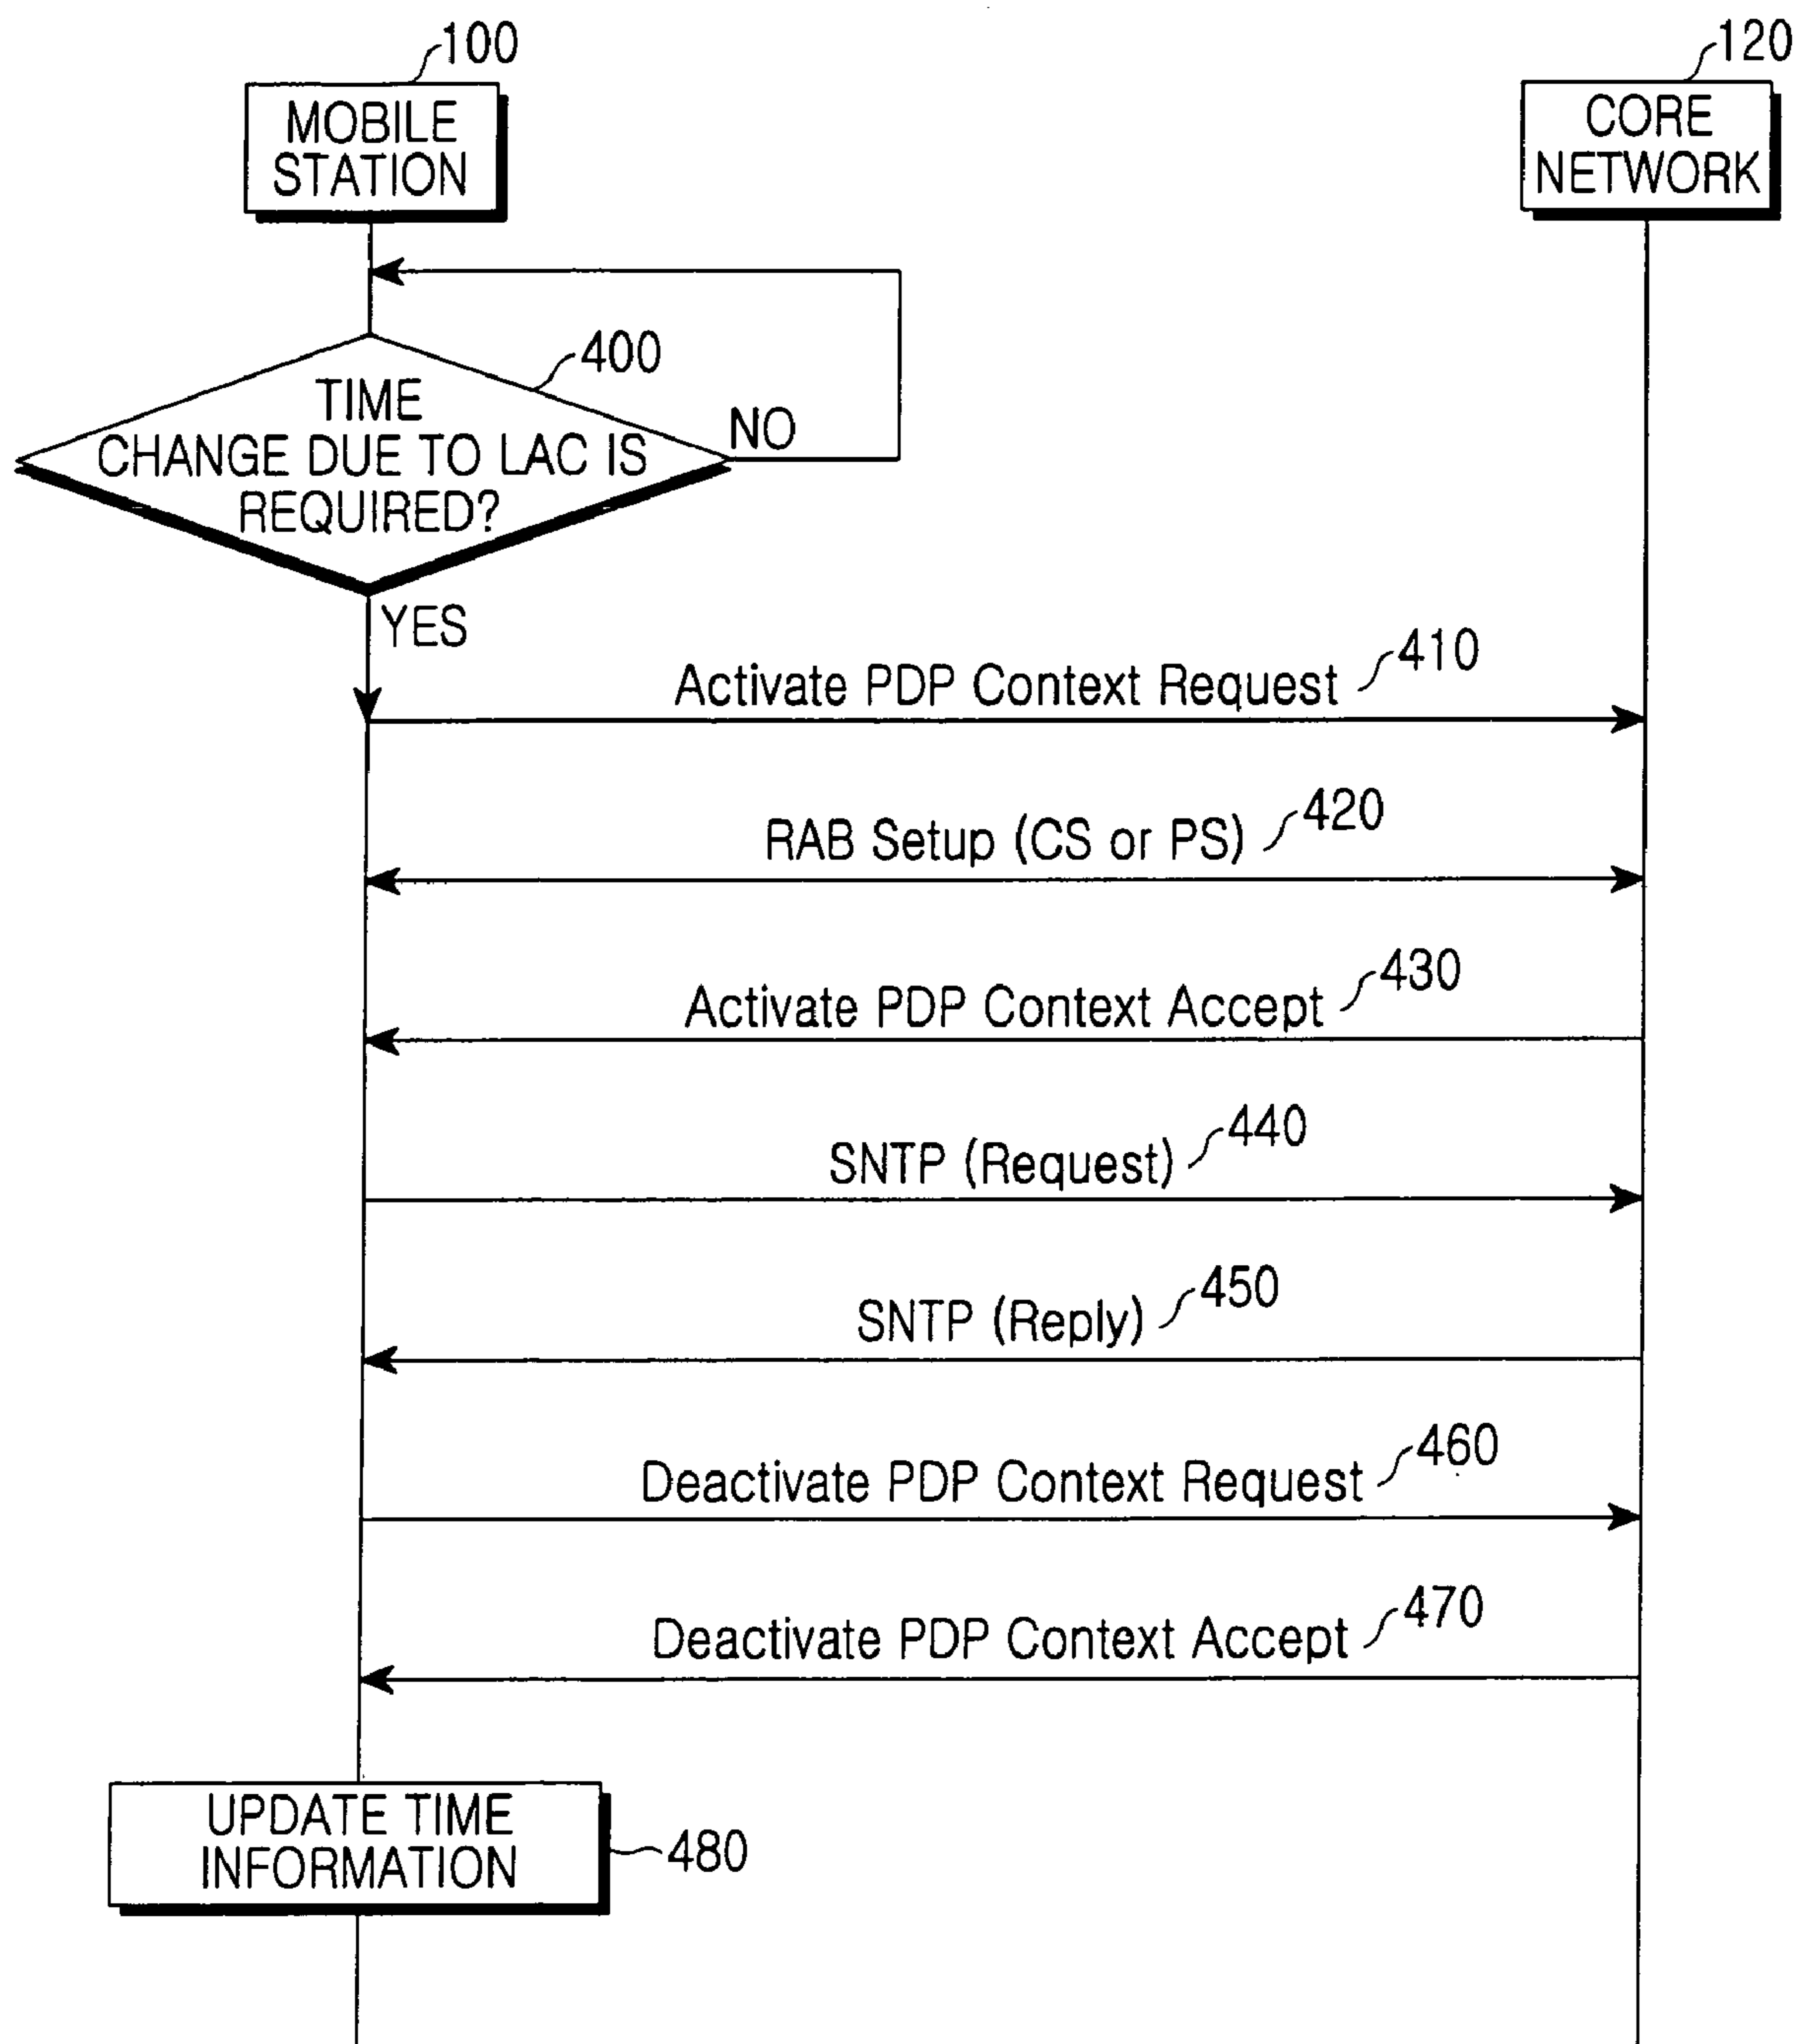 100
120
MOBILE
STATION
CORE
NETWORK
400
TIME
CHANGE DUE TO LAC IS
REQUIRED?
NO
YES
Activate PDP Context Request 410
RAB Setup (CS or PS) 420
Activate PDP Context Accept 430
SNTP (Request) 440
SNTP (Reply) 450
Deactivate PDP Context Request 460
Deactivate PDP Context Accept 470
UPDATE TIME
INFORMATION
480